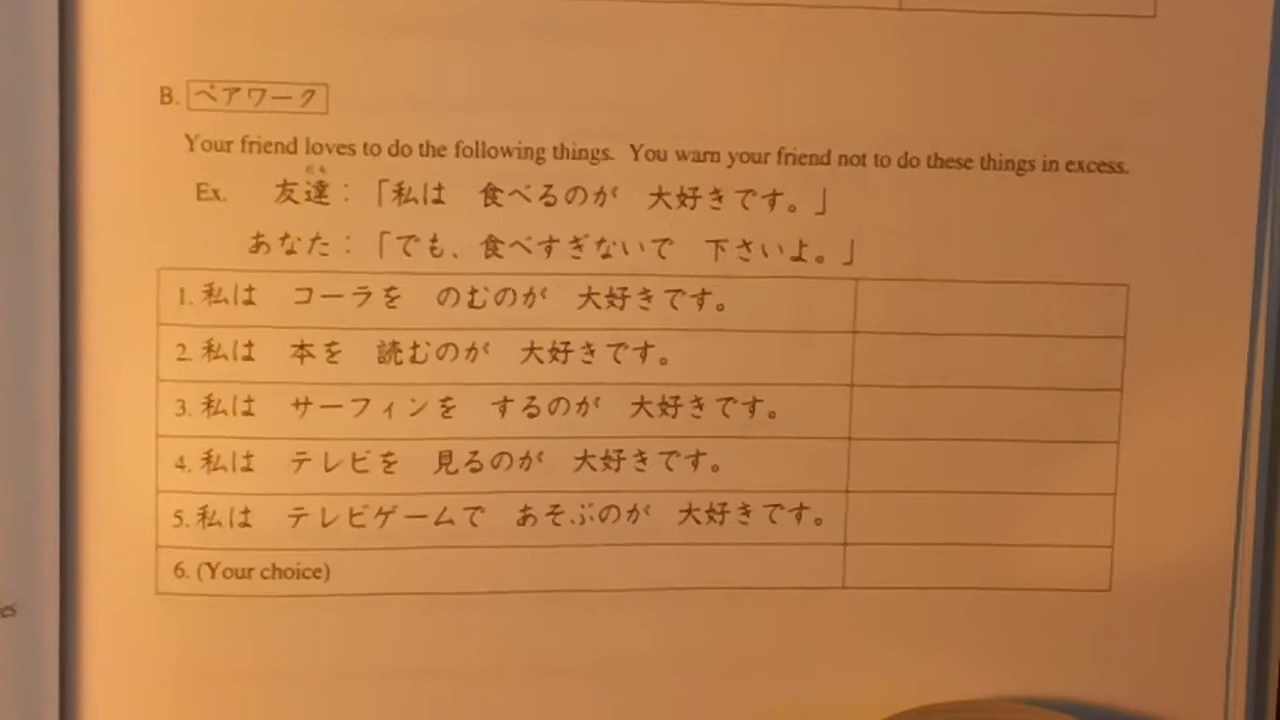 B. ペアワーク
Your friend loves to do the following things. You warn your friend not to do these things in excess.
Ex. 友達：「私は 食べるのが 大好きです。」
あなた：「でも、食べすぎないで 下さいよ。」
1. 私は コーラを のむのが 大好きです。
2. 私は 本を 読むのが 大好きです。
3. 私は サーフィンを するのが 大好きです。
4. 私は テレビを 見るのが 大好きです。
5. 私は テレビゲームで あそぶのが 大好きです。
6. (Your choice)